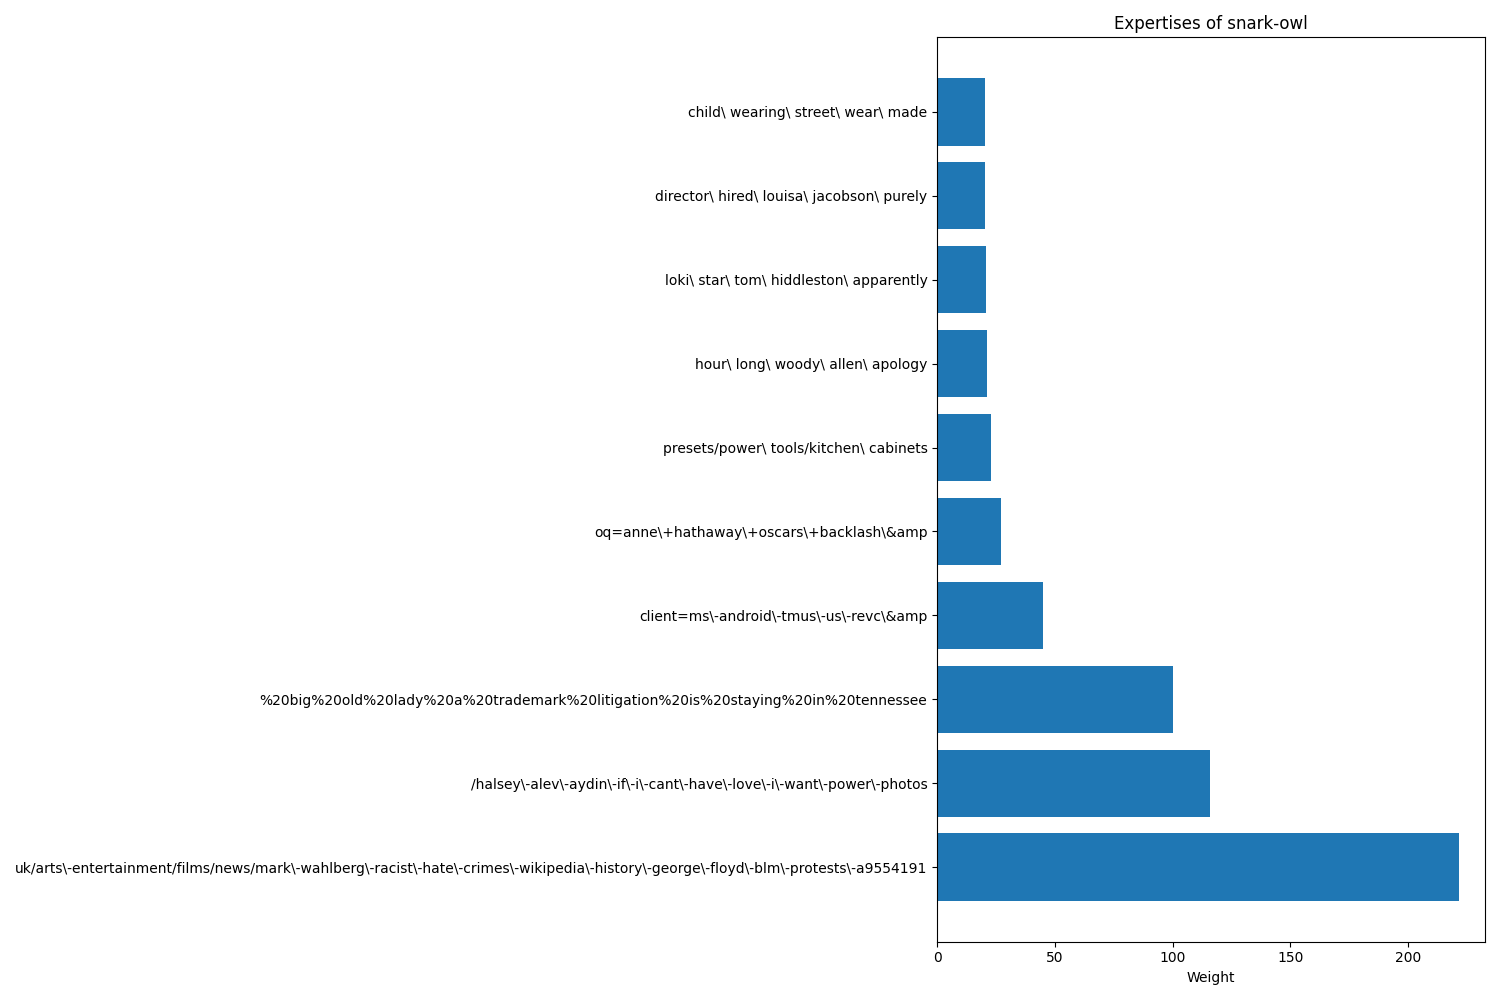 Expertises of snark-owl
child\ wearing\ street\ wear\ made
director\ hired\ louisa\ jacobson\ purely
loki\ star\ tom\ hiddleston\ apparently
hour\ long\ woody\ allen\ apology
presets/power\ tools/kitchen\ cabinets
oq=anne\+hathaway\+oscars\+backlash\&amp
client=ms\-android\-tmus\-us\-revc\&amp
%20big%20old%20lady%20a%20trademark%20litigation%20is%20staying%20in%20tennessee
/halsey\-alev\-aydin\-if\-i\-cant\-have\-love\-i\-want\-power\-photos
uk/arts\-entertainment/films/news/mark\-wahlberg\-racist\-hate\-crimes\-wikipedia\-history\-george\-floyd\-blm\-protests\-a9554191
0 50 100 150 200
Weight